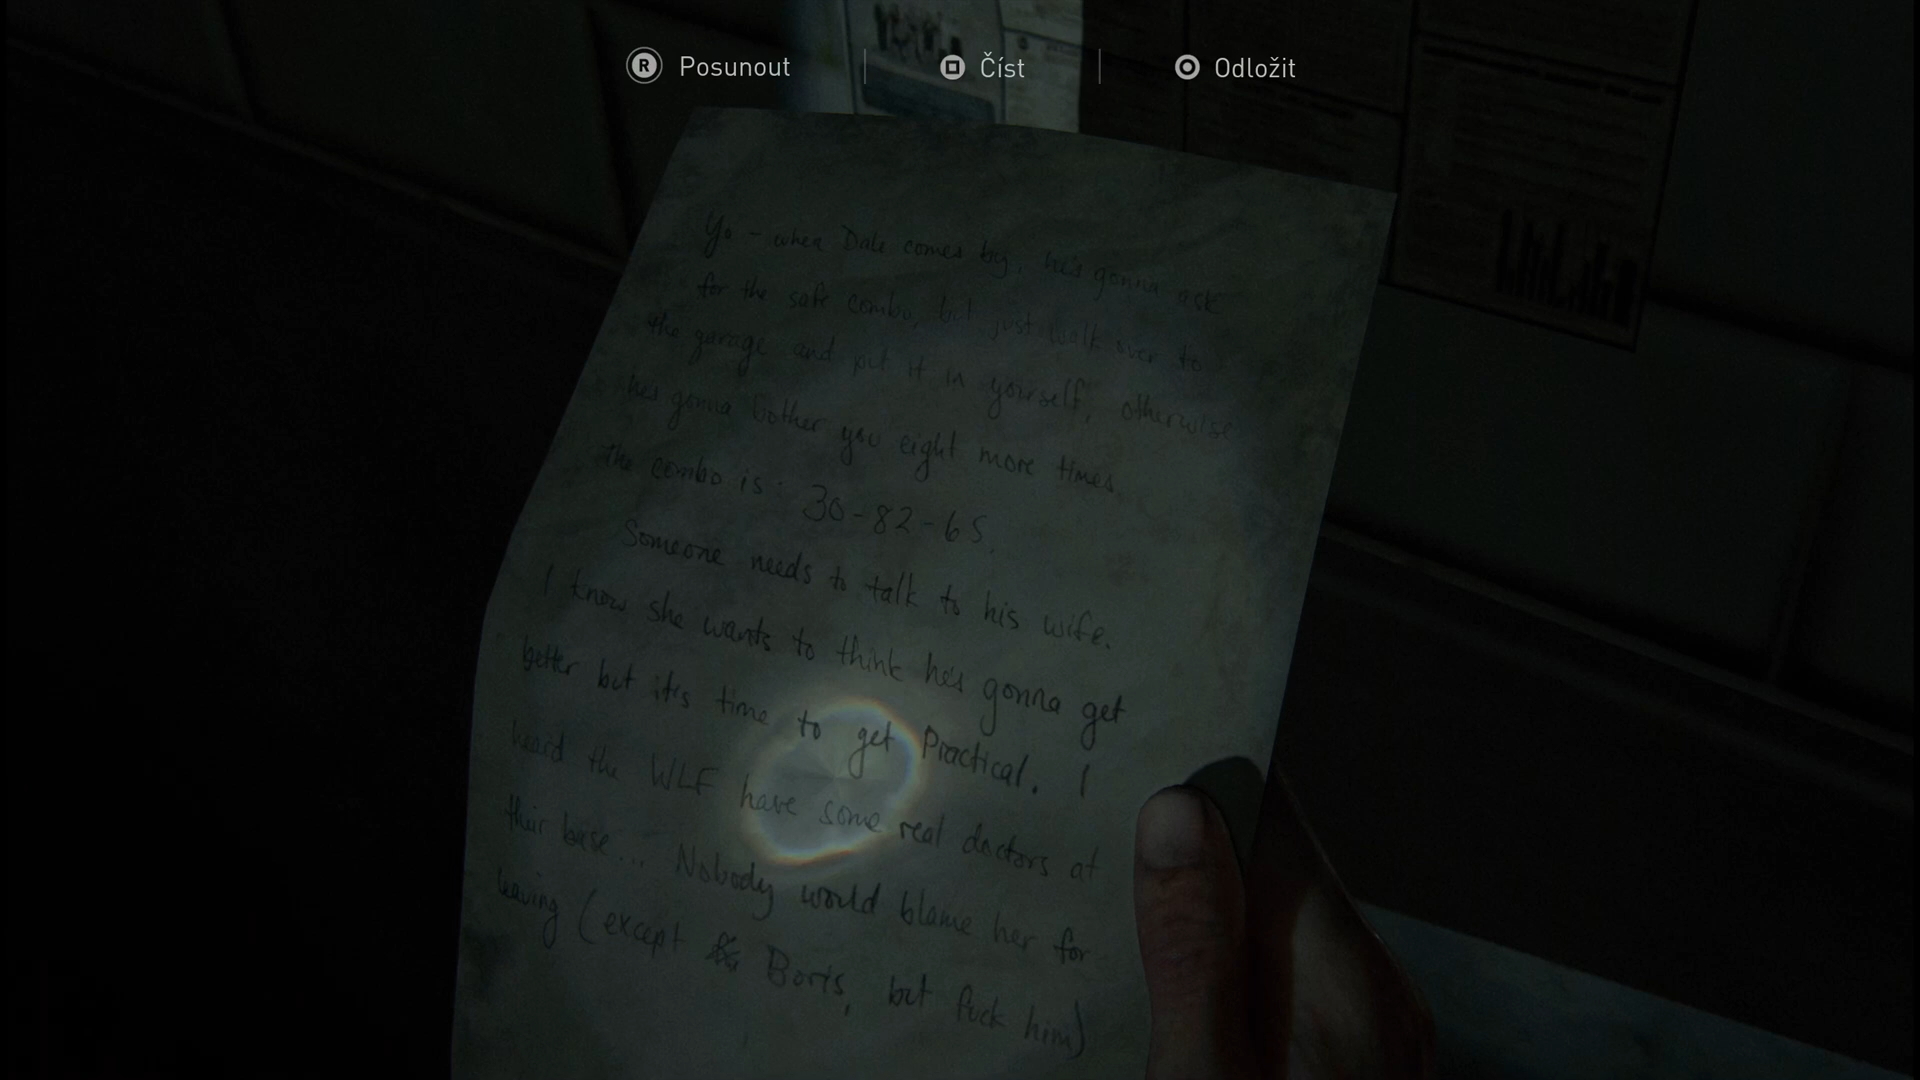 Posunout
Číst
Odložit
Yo - when Dale comes by, he's gonna ask
for the safe combo, but just walk over to
the garage and put it in yourself, otherwise
he's gonna bother you eight more times.
the combo is: 30-82-65.
Someone needs to talk to his wife.
I know she wants to think he's gonna get
better but it's time to get Practical. I
heard the WLF have some real doctors at
their base... Nobody would blame her for
leaving (except Boris, but fuck him)